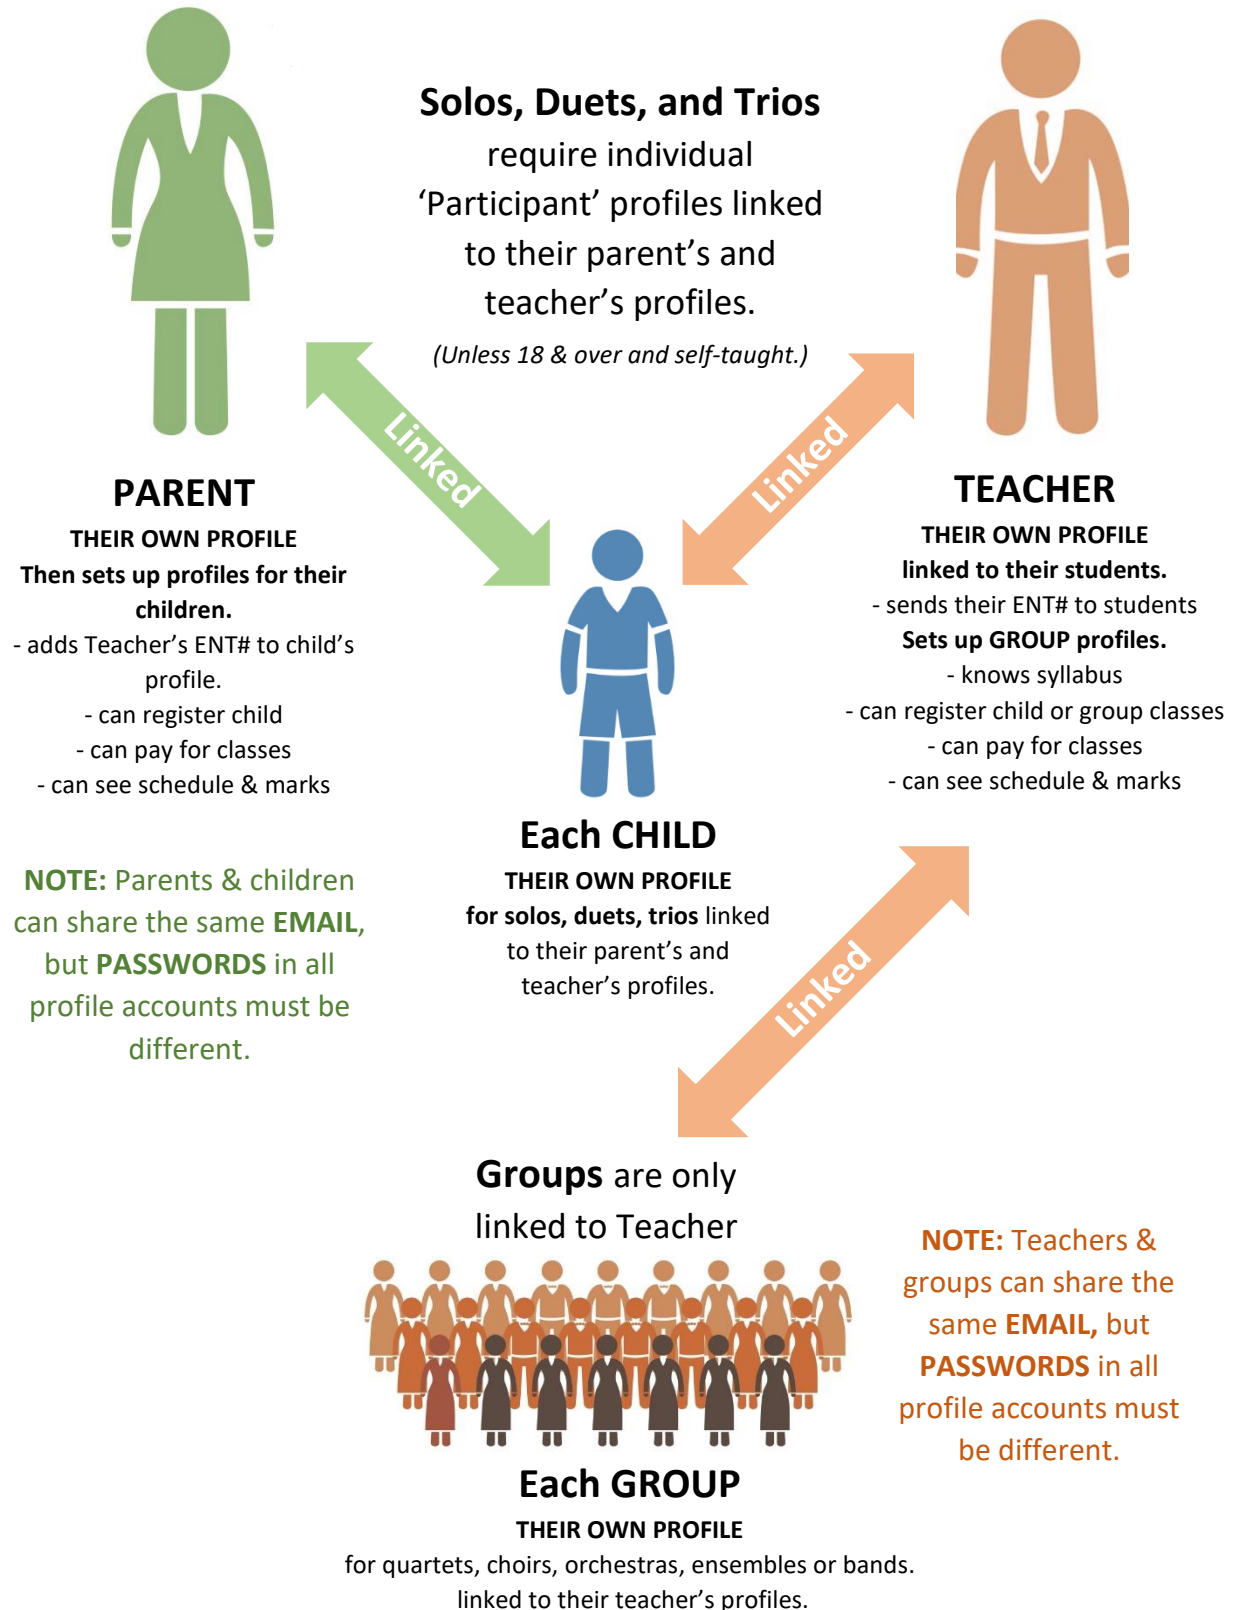 Solos, Duets, and Trios
require individual
‘Participant’ profiles linked
to their parent’s and
teacher’s profiles.
(Unless 18 & over and self-taught.)
Linked
Linked
PARENT
THEIR OWN PROFILE
Then sets up profiles for their
children.
- adds Teacher’s ENT# to child’s
profile.
- can register child
- can pay for classes
- can see schedule & marks
TEACHER
THEIR OWN PROFILE
linked to their students.
- sends their ENT# to students
Sets up GROUP profiles.
- knows syllabus
- can register child or group classes
- can pay for classes
- can see schedule & marks
Each CHILD
THEIR OWN PROFILE
for solos, duets, trios linked
to their parent’s and
teacher’s profiles.
NOTE: Parents & children
can share the same EMAIL,
but PASSWORDS in all
profile accounts must be
different.
Linked
Groups are only
linked to Teacher
NOTE: Teachers &
groups can share the
same EMAIL, but
PASSWORDS in all
profile accounts must
be different.
Each GROUP
THEIR OWN PROFILE
for quartets, choirs, orchestras, ensembles or bands.
linked to their teacher’s profiles.